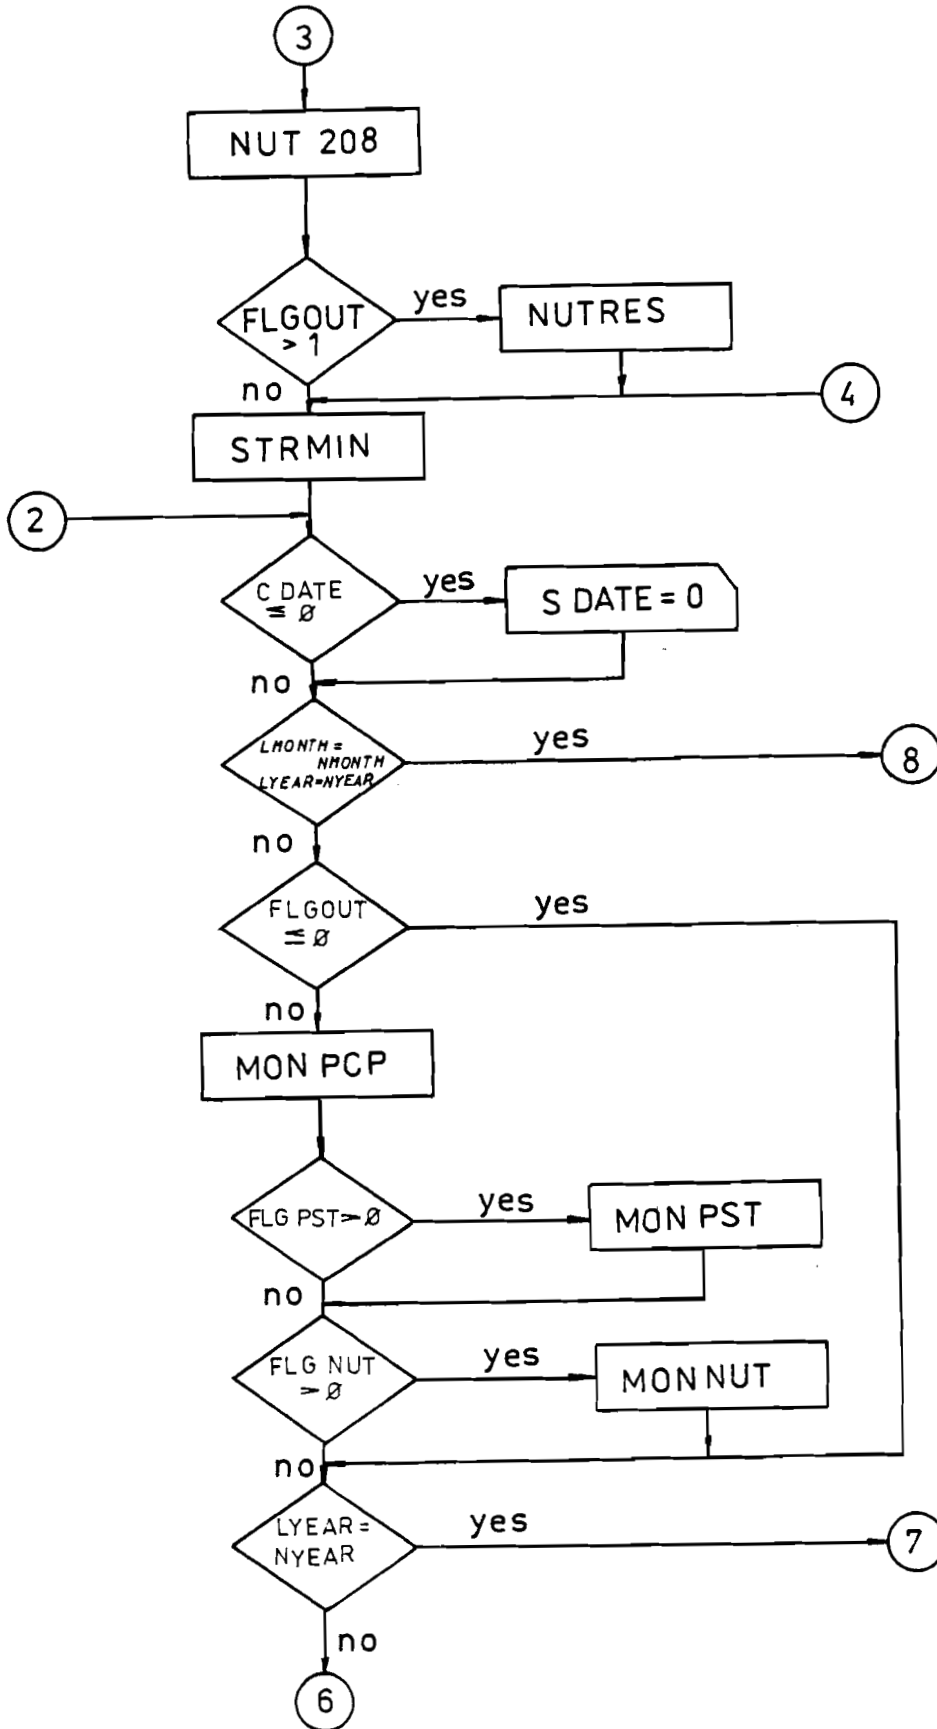 3
NUT 208
FLGOUT
> 1
yes
NUTRES
no
4
STRMIN
2
C DATE
≦ Ø
yes
S DATE = 0
no
LMONTH =
NMONTH
LYEAR=NYEAR
yes
8
no
FLGOUT
≦ Ø
yes
no
MON PCP
FLG PST > Ø
yes
MON PST
no
FLG NUT
> Ø
yes
MON NUT
no
LYEAR =
NYEAR
yes
7
no
6